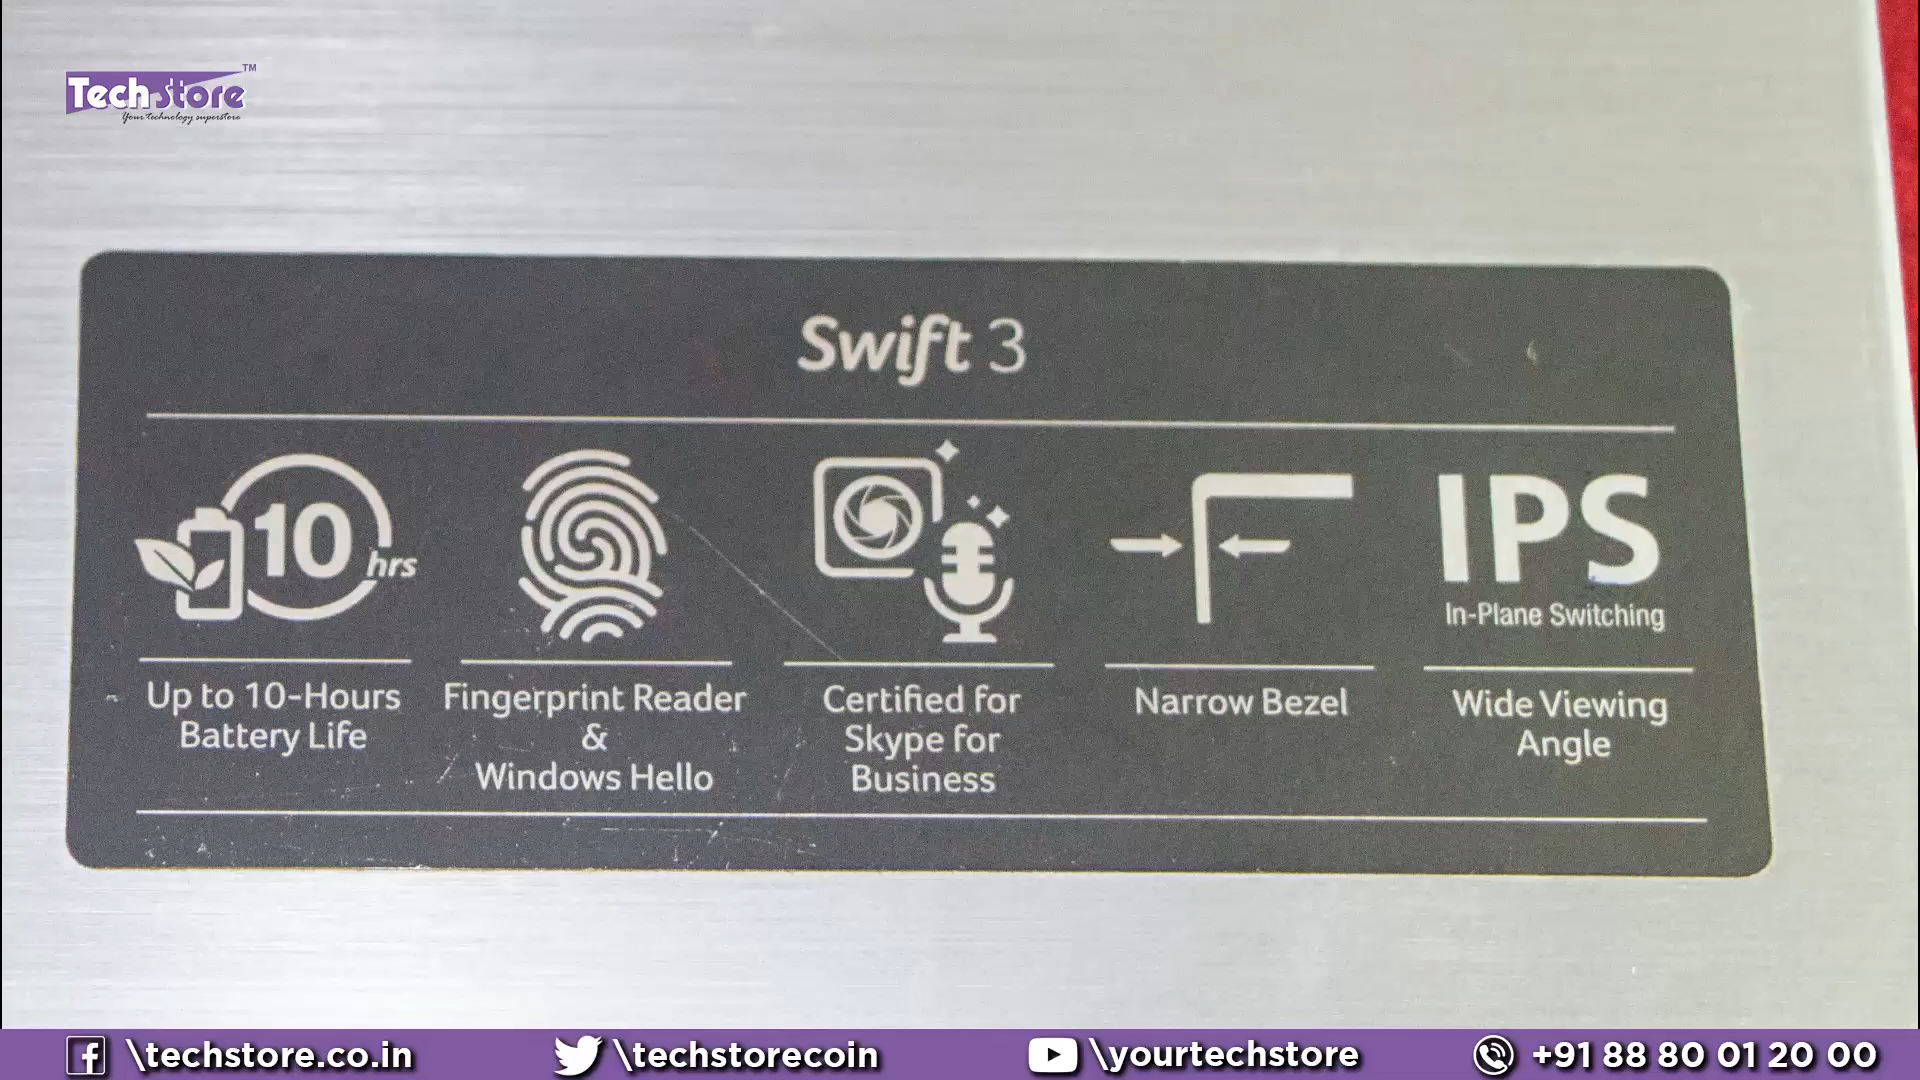 Tech Store TM
Your technology superstore
Swift 3
10 hrs
IPS
In-Plane Switching
Up to 10-Hours
Battery Life
Fingerprint Reader
&
Windows Hello
Certified for
Skype for
Business
Narrow Bezel
Wide Viewing
Angle
\techstore.co.in
\techstorecoin
\yourtechstore
+91 88 80 01 20 00